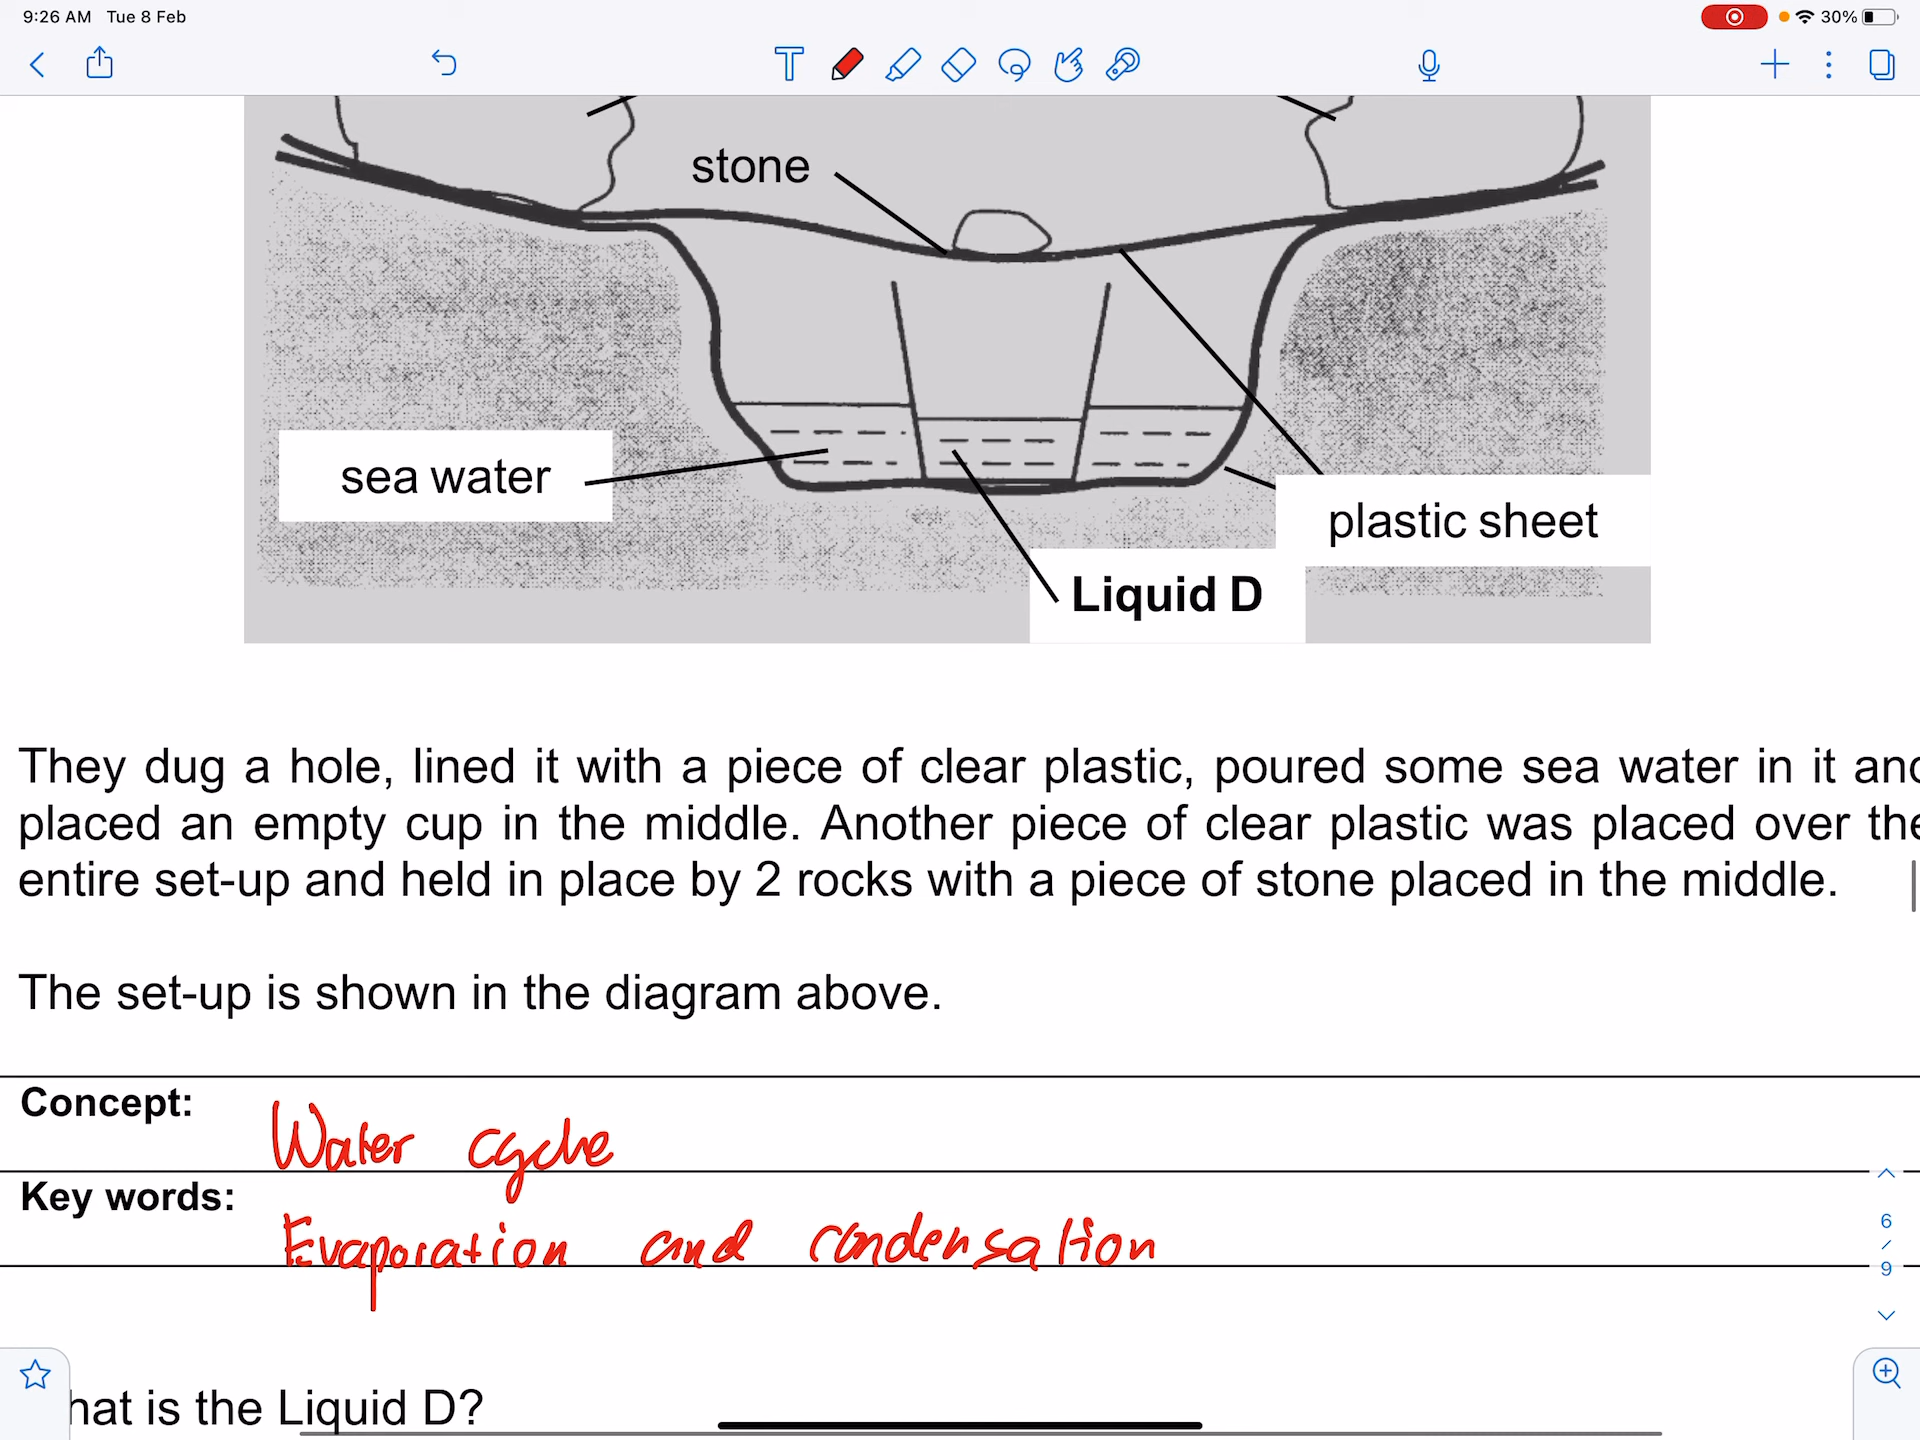 9:26 AM Tue 8 Feb
30%
stone
sea water
plastic sheet
Liquid D
They dug a hole, lined it with a piece of clear plastic, poured some sea water in it and
placed an empty cup in the middle. Another piece of clear plastic was placed over the
entire set-up and held in place by 2 rocks with a piece of stone placed in the middle.
The set-up is shown in the diagram above.
Concept: Water cycle
Key words: Evaporation and condensation
6
/
9
hat is the Liquid D?